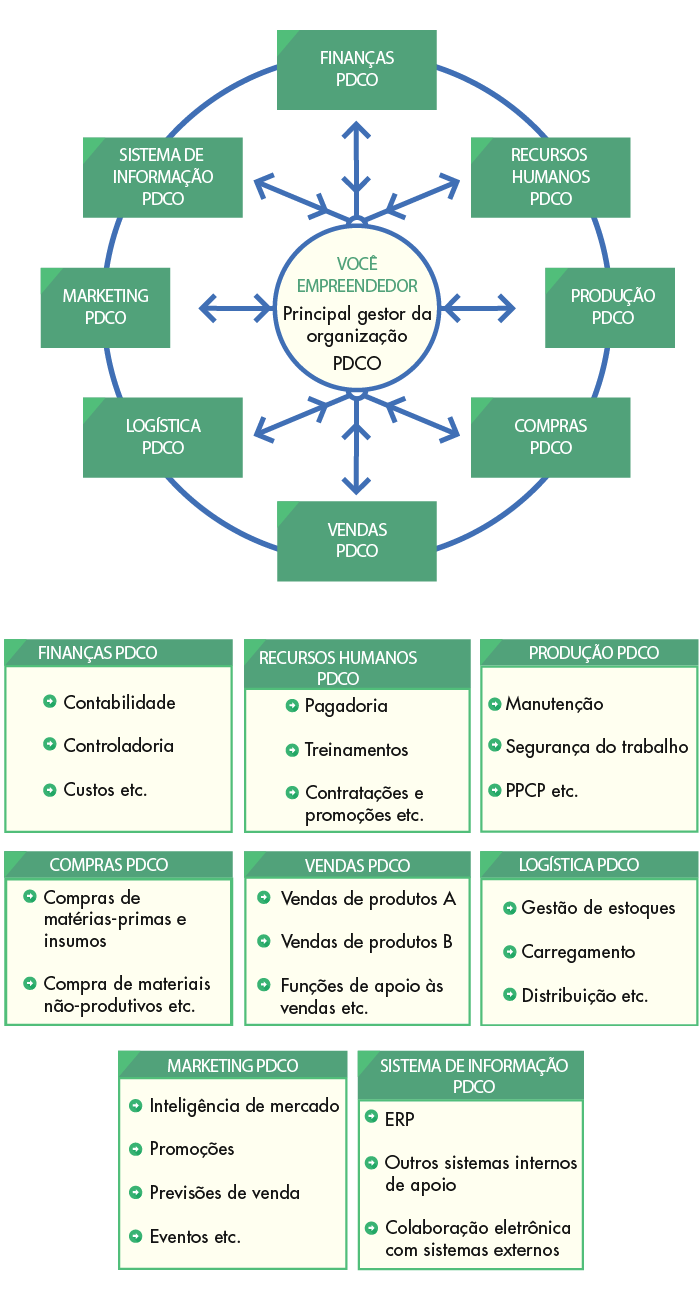 FINANÇAS
PDCO
SISTEMA DE
INFORMAÇÃO
PDCO
RECURSOS
HUMANOS
PDCO
VOCÊ
EMPREENDEDOR
Principal gestor da
organização
PDCO
MARKETING
PDCO
PRODUÇÃO
PDCO
LOGÍSTICA
PDCO
COMPRAS
PDCO
VENDAS
PDCO
FINANÇAS PDCO
Contabilidade
Controladoria
Custos etc.
RECURSOS HUMANOS
PDCO
Pagadoria
Treinamentos
Contratações e
promoções etc.
PRODUÇÃO PDCO
Manutenção
Segurança do trabalho
PPCP etc.
COMPRAS PDCO
Compras de
matérias-primas e
insumos
Compra de materiais
não-produtivos etc.
VENDAS PDCO
Vendas de produtos A
Vendas de produtos B
Funções de apoio às
vendas etc.
LOGÍSTICA PDCO
Gestão de estoques
Carregamento
Distribuição etc.
MARKETING PDCO
Inteligência de mercado
Promoções
Previsões de venda
Eventos etc.
SISTEMA DE INFORMAÇÃO
PDCO
ERP
Outros sistemas internos
de apoio
Colaboração eletrônica
com sistemas externos